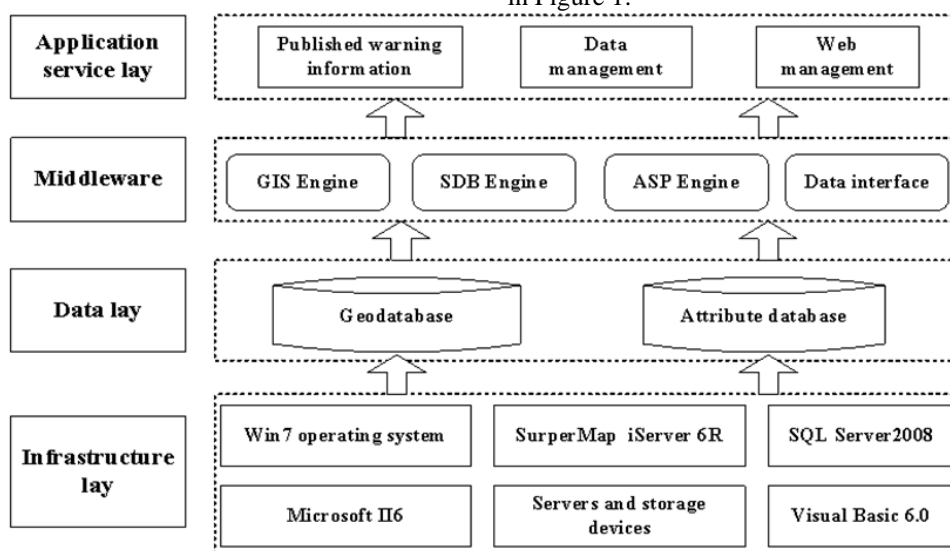 in Figure 1.
Application
service lay
Published warning
information
Data
management
Web
management
Middleware
GIS Engine
SDB Engine
ASP Engine
Data interface
Data lay
Geodatabase
Attribute database
Infrastructure
lay
Win7 operating system
SurperMap iServer 6R
SQL Server2008
Microsoft II6
Servers and storage
devices
Visual Basic 6.0